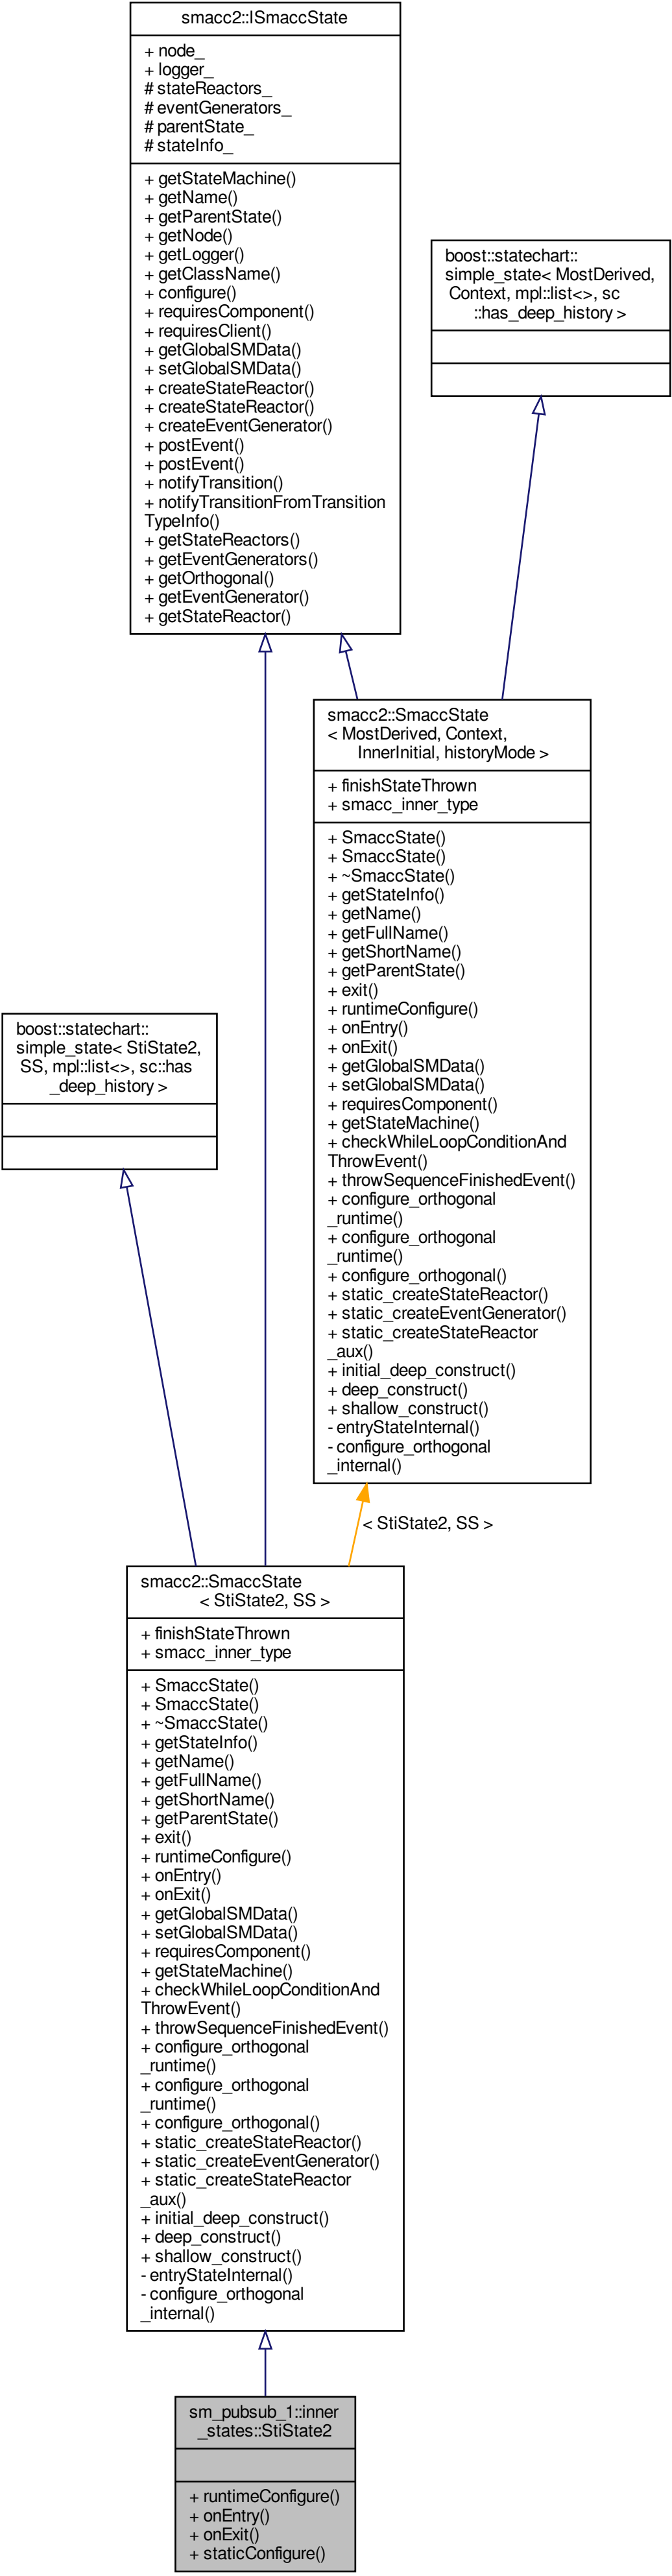 smacc2::ISmaccState
+ node_
+ logger_
# stateReactors_
# eventGenerators_
# parentState_
# stateInfo_
+ getStateMachine()
+ getName()
+ getParentState()
+ getNode()
+ getLogger()
+ getClassName()
+ configure()
+ requiresComponent()
+ requiresClient()
+ getGlobalSMData()
+ setGlobalSMData()
+ createStateReactor()
+ createStateReactor()
+ createEventGenerator()
+ postEvent()
+ postEvent()
+ notifyTransition()
+ notifyTransitionFromTransition
TypeInfo()
+ getStateReactors()
+ getEventGenerators()
+ getOrthogonal()
+ getEventGenerator()
+ getStateReactor()
boost::statechart::
simple_state< MostDerived,
Context, mpl::list<>, sc
::has_deep_history >
smacc2::SmaccState
< MostDerived, Context,
InnerInitial, historyMode >
+ finishStateThrown
+ smacc_inner_type
+ SmaccState()
+ SmaccState()
+ ~SmaccState()
+ getStateInfo()
+ getName()
+ getFullName()
+ getShortName()
+ getParentState()
+ exit()
+ runtimeConfigure()
+ onEntry()
+ onExit()
+ getGlobalSMData()
+ setGlobalSMData()
+ requiresComponent()
+ getStateMachine()
+ checkWhileLoopConditionAnd
ThrowEvent()
+ throwSequenceFinishedEvent()
+ configure_orthogonal
_runtime()
+ configure_orthogonal
_runtime()
+ configure_orthogonal()
+ static_createStateReactor()
+ static_createEventGenerator()
+ static_createStateReactor
_aux()
+ initial_deep_construct()
+ deep_construct()
+ shallow_construct()
- entryStateInternal()
- configure_orthogonal
_internal()
boost::statechart::
simple_state< StiState2,
SS, mpl::list<>, sc::has
_deep_history >
< StiState2, SS >
smacc2::SmaccState
< StiState2, SS >
+ finishStateThrown
+ smacc_inner_type
+ SmaccState()
+ SmaccState()
+ ~SmaccState()
+ getStateInfo()
+ getName()
+ getFullName()
+ getShortName()
+ getParentState()
+ exit()
+ runtimeConfigure()
+ onEntry()
+ onExit()
+ getGlobalSMData()
+ setGlobalSMData()
+ requiresComponent()
+ getStateMachine()
+ checkWhileLoopConditionAnd
ThrowEvent()
+ throwSequenceFinishedEvent()
+ configure_orthogonal
_runtime()
+ configure_orthogonal
_runtime()
+ configure_orthogonal()
+ static_createStateReactor()
+ static_createEventGenerator()
+ static_createStateReactor
_aux()
+ initial_deep_construct()
+ deep_construct()
+ shallow_construct()
- entryStateInternal()
- configure_orthogonal
_internal()
sm_pubsub_1::inner
_states::StiState2
+ runtimeConfigure()
+ onEntry()
+ onExit()
+ staticConfigure()